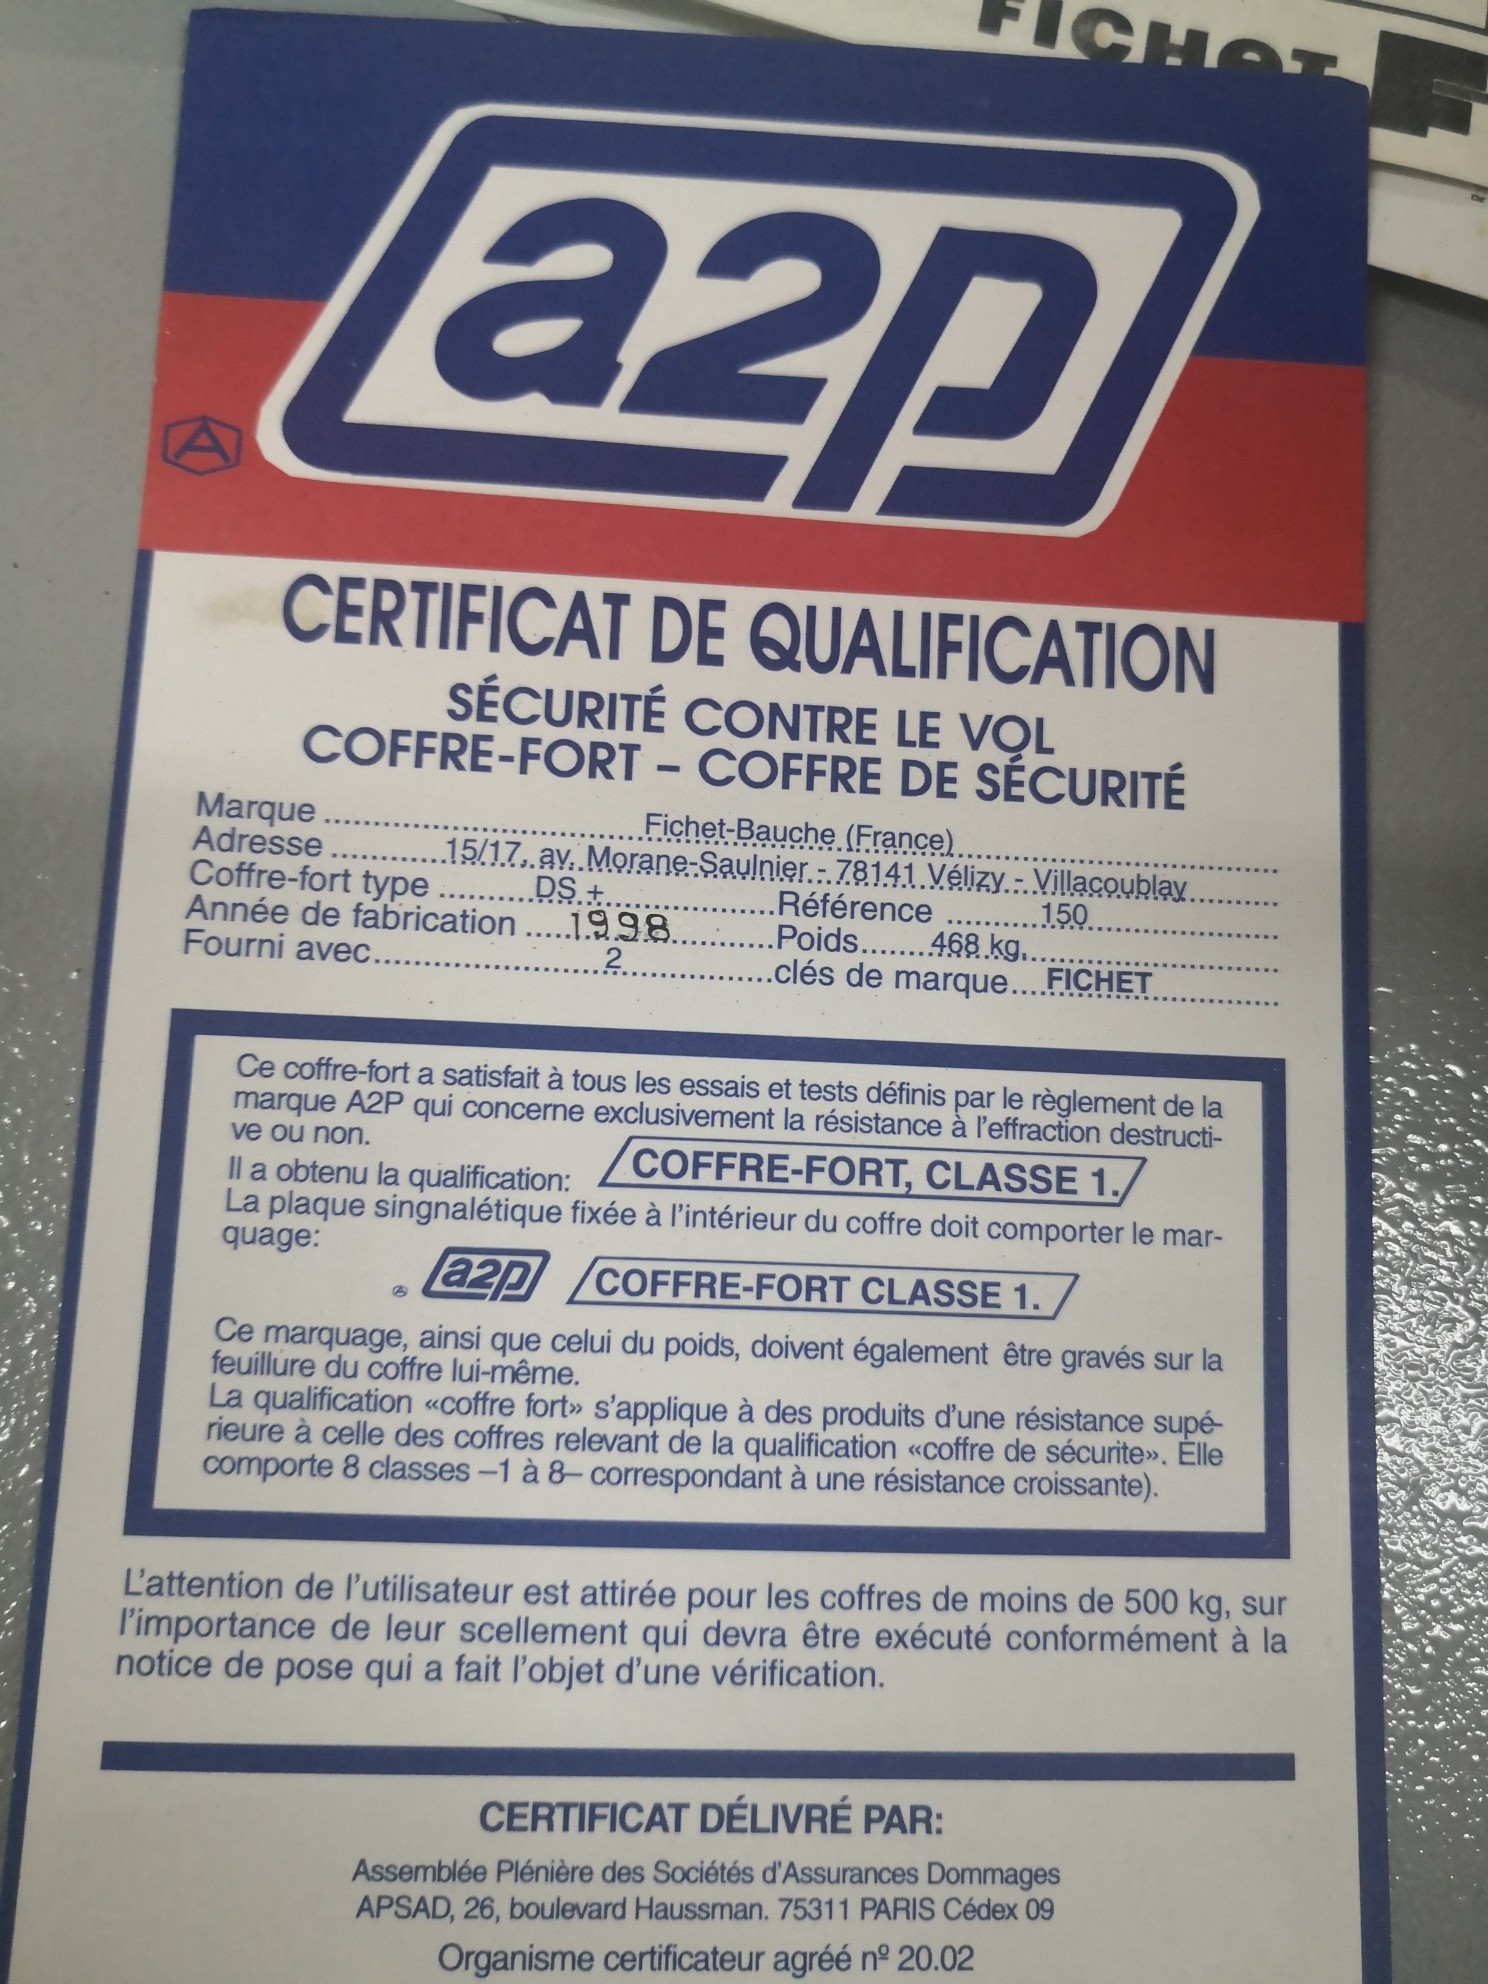 FICHET
a2p
A
CERTIFICAT DE QUALIFICATION
SÉCURITÉ CONTRE LE VOL
COFFRE-FORT – COFFRE DE SÉCURITÉ
Marque ........ Fichet-Bauche (France) ........
Adresse ........ 15/17, av. Morane-Saulnier - 78141 Vélizy - Villacoublay ........
Coffre-fort type ........ DS + ........ Référence ........ 150 ........
Année de fabrication ..... 1998 ........ Poids ....... 468 kg. ........
Fourni avec ........ 2 ........ clés de marque .... FICHET ........
Ce coffre-fort a satisfait à tous les essais et tests définis par le règlement de la
marque A2P qui concerne exclusivement la résistance à l'effraction destructi-
ve ou non.
Il a obtenu la qualification: COFFRE-FORT, CLASSE 1.
La plaque singnalétique fixée à l'intérieur du coffre doit comporter le mar-
quage:
a2p COFFRE-FORT CLASSE 1.
Ce marquage, ainsi que celui du poids, doivent également être gravés sur la
feuillure du coffre lui-même.
La qualification «coffre fort» s'applique à des produits d'une résistance supé-
rieure à celle des coffres relevant de la qualification «coffre de sécurite». Elle
comporte 8 classes –1 à 8– correspondant à une résistance croissante).
L'attention de l'utilisateur est attirée pour les coffres de moins de 500 kg, sur
l'importance de leur scellement qui devra être exécuté conformément à la
notice de pose qui a fait l'objet d'une vérification.
CERTIFICAT DÉLIVRÉ PAR:
Assemblée Plénière des Sociétés d'Assurances Dommages
APSAD, 26, boulevard Haussman. 75311 PARIS Cédex 09
Organisme certificateur agréé nº 20.02